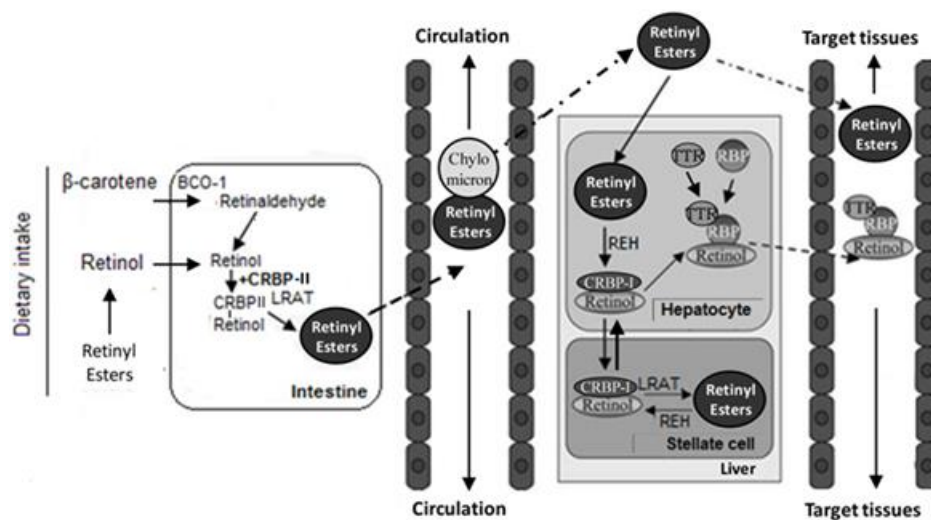 Dietary intake
β-carotene
Retinol
Retinyl
Esters
BCO-1
Retinaldehyde
Retinol
+CRBP-II
CRBPII
LRAT
Retinol
Retinyl
Esters
Intestine
Circulation
Chylo
micron
Retinyl
Esters
Circulation
Retinyl
Esters
Retinyl
Esters
REH
CRBP-I
Retinol
TTR
RBP
TTR
RBP
Retinol
Hepatocyte
CRBP-I
Retinol
LRAT
REH
Retinyl
Esters
Stellate cell
Liver
Target tissues
Retinyl
Esters
TTR
RBP
Retinol
Target tissues